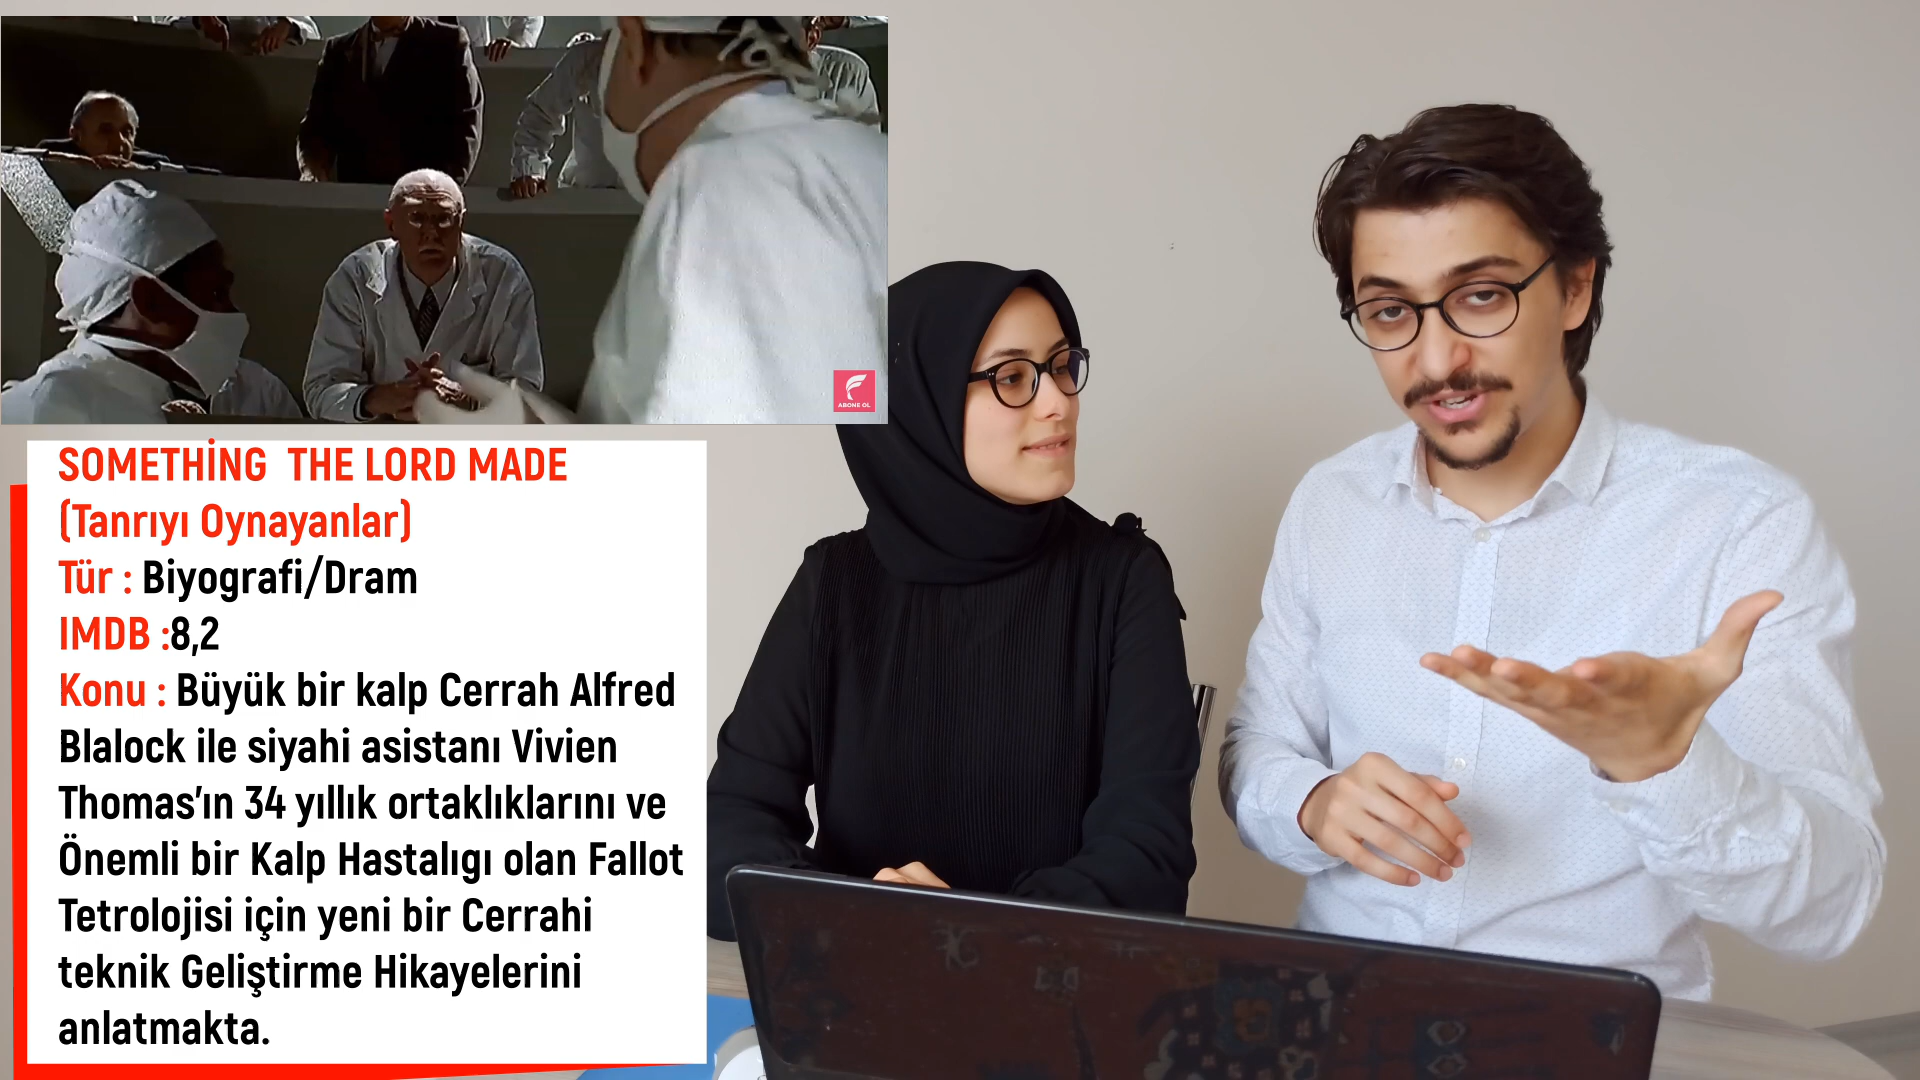 ABONE OL
SOMETHİNG THE LORD MADE
(Tanrıyı Oynayanlar)
Tür : Biyografi/Dram
IMDB :8,2
Konu : Büyük bir kalp Cerrah Alfred
Blalock ile siyahi asistanı Vivien
Thomas'ın 34 yıllık ortaklıklarını ve
Önemli bir Kalp Hastalıgı olan Fallot
Tetrolojisi için yeni bir Cerrahi
teknik Geliştirme Hikayelerini
anlatmakta.